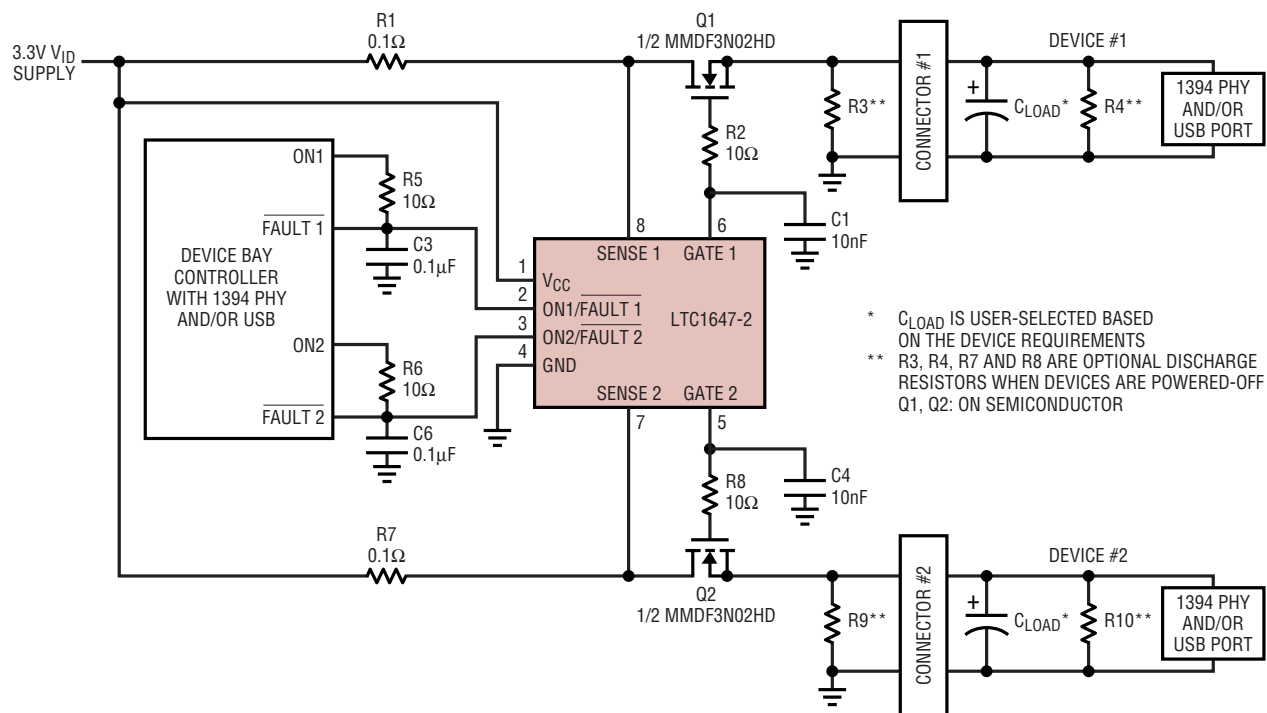 3.3V VID
SUPPLY
R1
0.1Ω
Q1
1/2 MMDF3N02HD
R3**
CONNECTOR #1
DEVICE #1
+
CLOAD*
R4**
1394 PHY
AND/OR
USB PORT
R2
10Ω
C1
10nF
DEVICE BAY
CONTROLLER
WITH 1394 PHY
AND/OR USB
ON1
FAULT 1
ON2
FAULT 2
R5
10Ω
C3
0.1µF
R6
10Ω
C6
0.1µF
8
6
SENSE 1
GATE 1
1
VCC
2
ON1/FAULT 1
3
ON2/FAULT 2
4
GND
LTC1647-2
SENSE 2
GATE 2
7
5
* CLOAD IS USER-SELECTED BASED
ON THE DEVICE REQUIREMENTS
** R3, R4, R7 AND R8 ARE OPTIONAL DISCHARGE
RESISTORS WHEN DEVICES ARE POWERED-OFF
Q1, Q2: ON SEMICONDUCTOR
R8
10Ω
C4
10nF
R7
0.1Ω
Q2
1/2 MMDF3N02HD
R9**
CONNECTOR #2
DEVICE #2
+
CLOAD*
R10**
1394 PHY
AND/OR
USB PORT